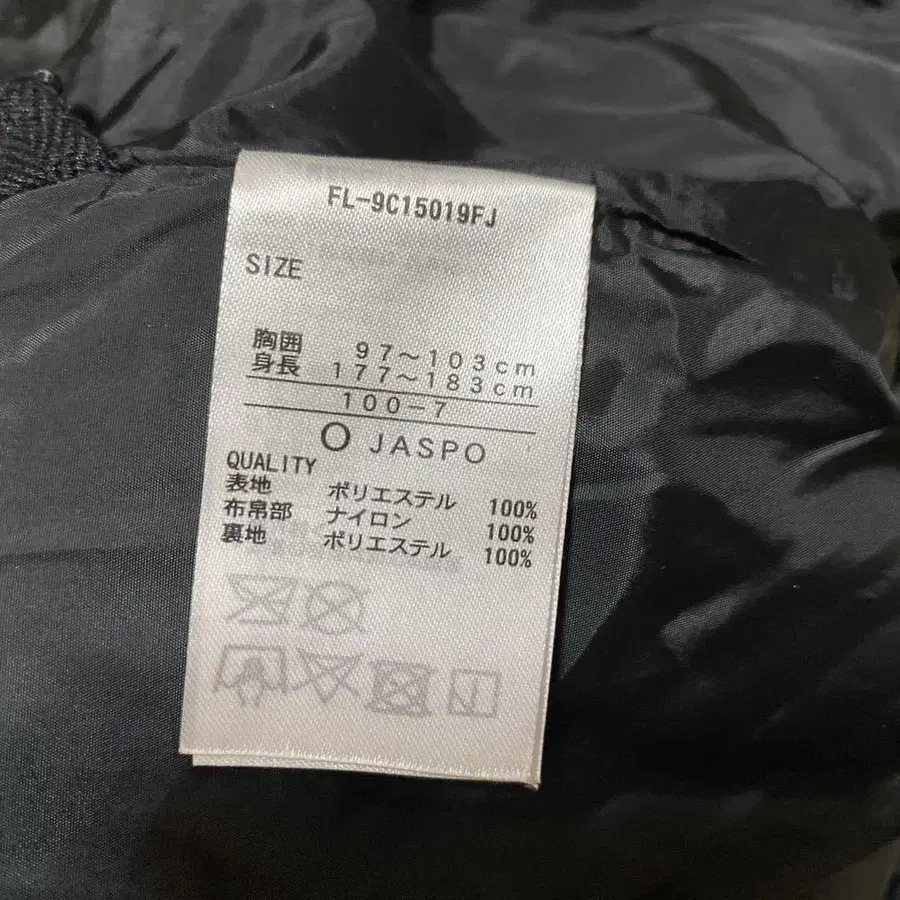 FL-9C15019FJ
SIZE
胸囲 97～103cm
身長 177～183cm
100-7
O JASPO
QUALITY
表地 ポリエステル 100%
布帛部 ナイロン 100%
裏地 ポリエステル 100%